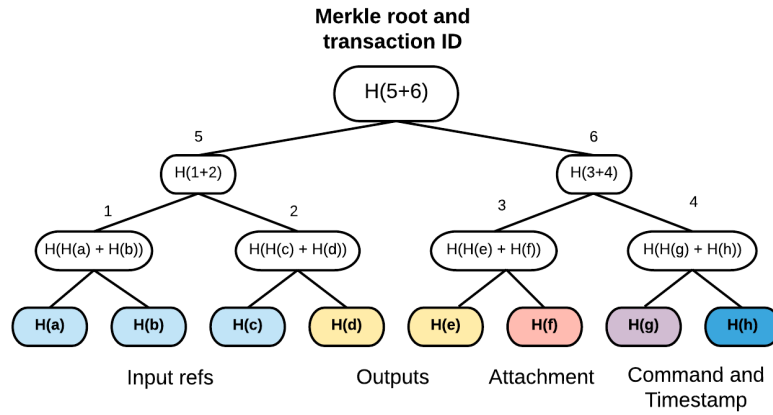 Merkle root and
transaction ID
H(5+6)
5
6
H(1+2)
H(3+4)
1
2
3
4
H(H(a) + H(b))
H(H(c) + H(d))
H(H(e) + H(f))
H(H(g) + H(h))
H(a)
H(b)
H(c)
H(d)
H(e)
H(f)
H(g)
H(h)
Input refs
Outputs
Attachment
Command and
Timestamp